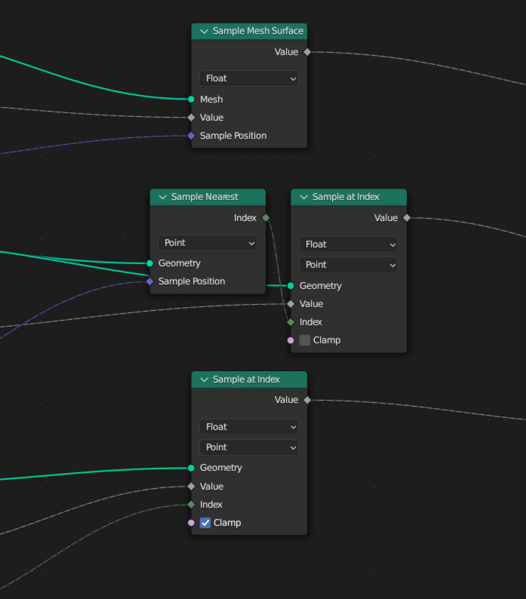 Sample Mesh Surface
Value
Float
Mesh
Value
Sample Position
Sample Nearest
Index
Point
Geometry
Sample Position
Sample at Index
Value
Float
Point
Geometry
Value
Index
Clamp
Sample at Index
Value
Float
Point
Geometry
Value
Index
Clamp